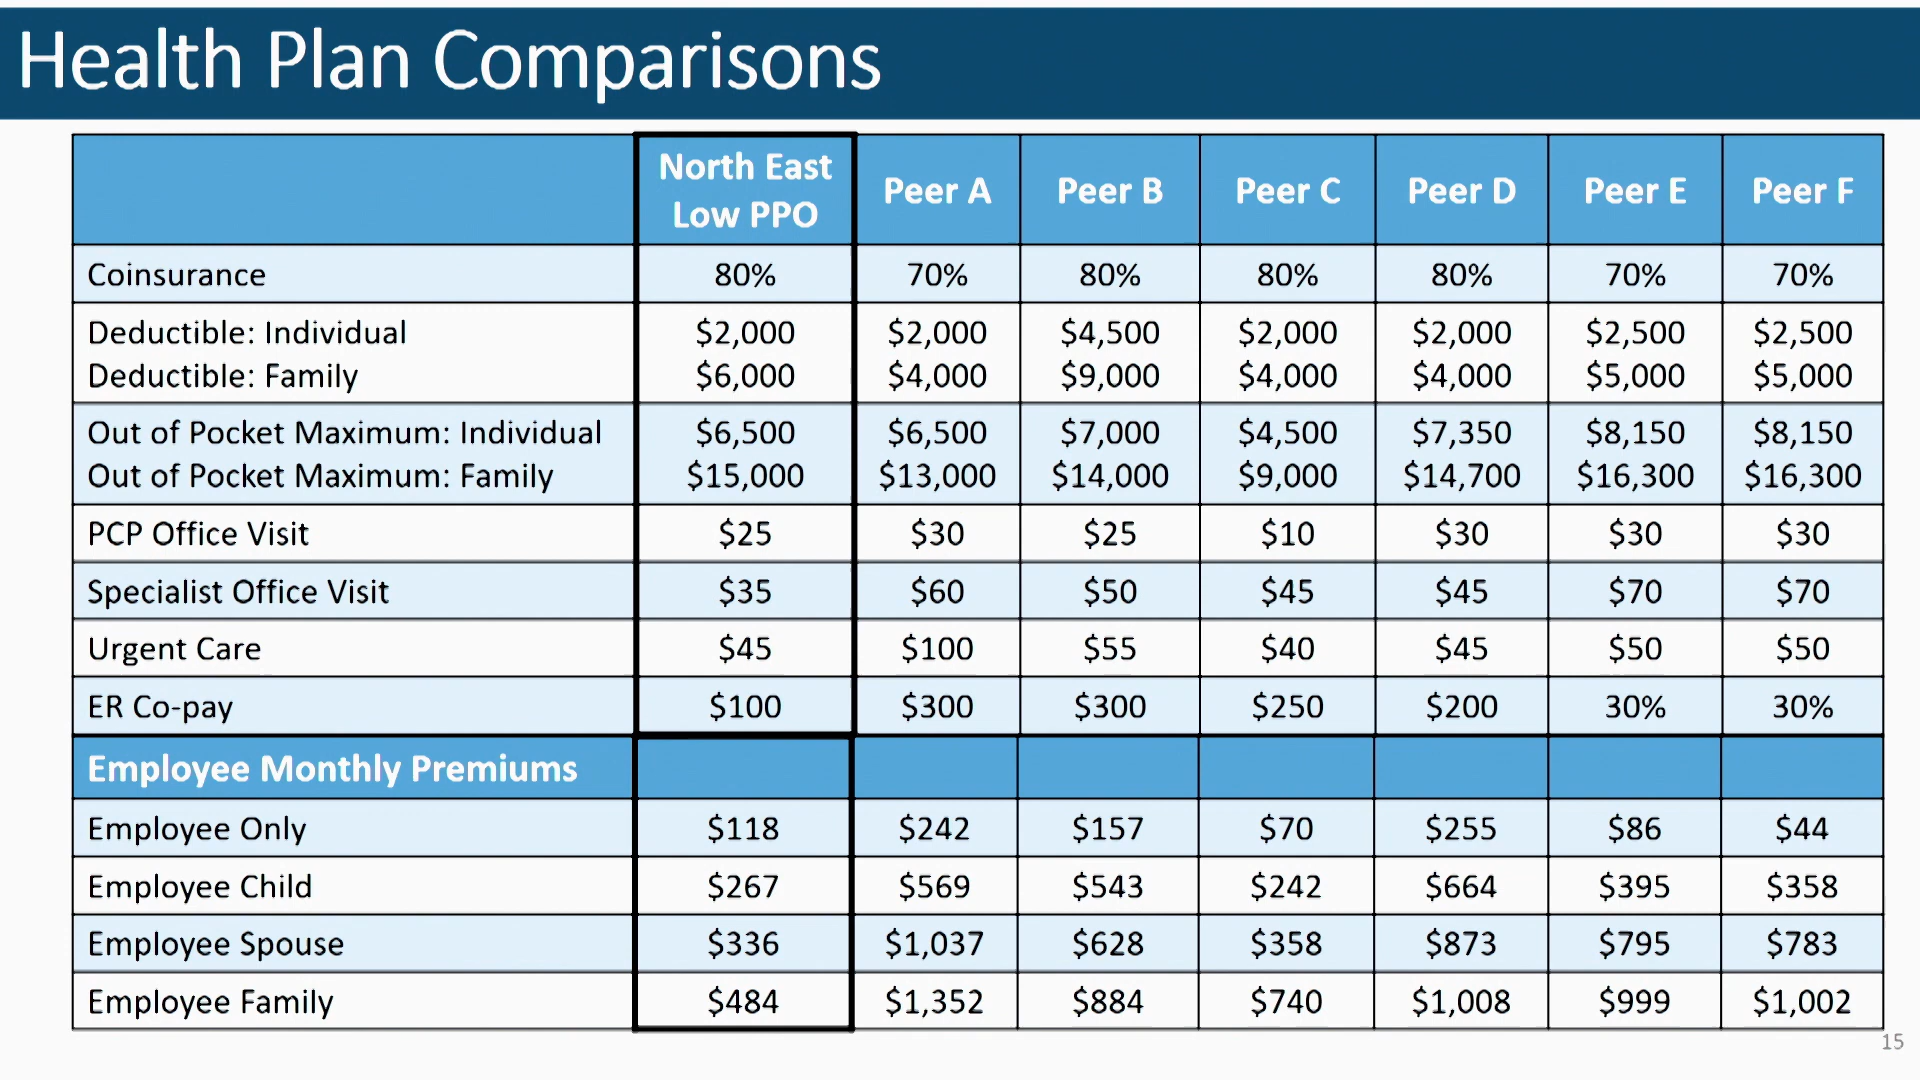 Health Plan Comparisons
North East Low PPO Peer A Peer B Peer C Peer D Peer E Peer F
Coinsurance 80% 70% 80% 80% 80% 70% 70%
Deductible: Individual $2,000 $2,000 $4,500 $2,000 $2,000 $2,500 $2,500
Deductible: Family $6,000 $4,000 $9,000 $4,000 $4,000 $5,000 $5,000
Out of Pocket Maximum: Individual $6,500 $6,500 $7,000 $4,500 $7,350 $8,150 $8,150
Out of Pocket Maximum: Family $15,000 $13,000 $14,000 $9,000 $14,700 $16,300 $16,300
PCP Office Visit $25 $30 $25 $10 $30 $30 $30
Specialist Office Visit $35 $60 $50 $45 $45 $70 $70
Urgent Care $45 $100 $55 $40 $45 $50 $50
ER Co-pay $100 $300 $300 $250 $200 30% 30%
Employee Monthly Premiums
Employee Only $118 $242 $157 $70 $255 $86 $44
Employee Child $267 $569 $543 $242 $664 $395 $358
Employee Spouse $336 $1,037 $628 $358 $873 $795 $783
Employee Family $484 $1,352 $884 $740 $1,008 $999 $1,002
15